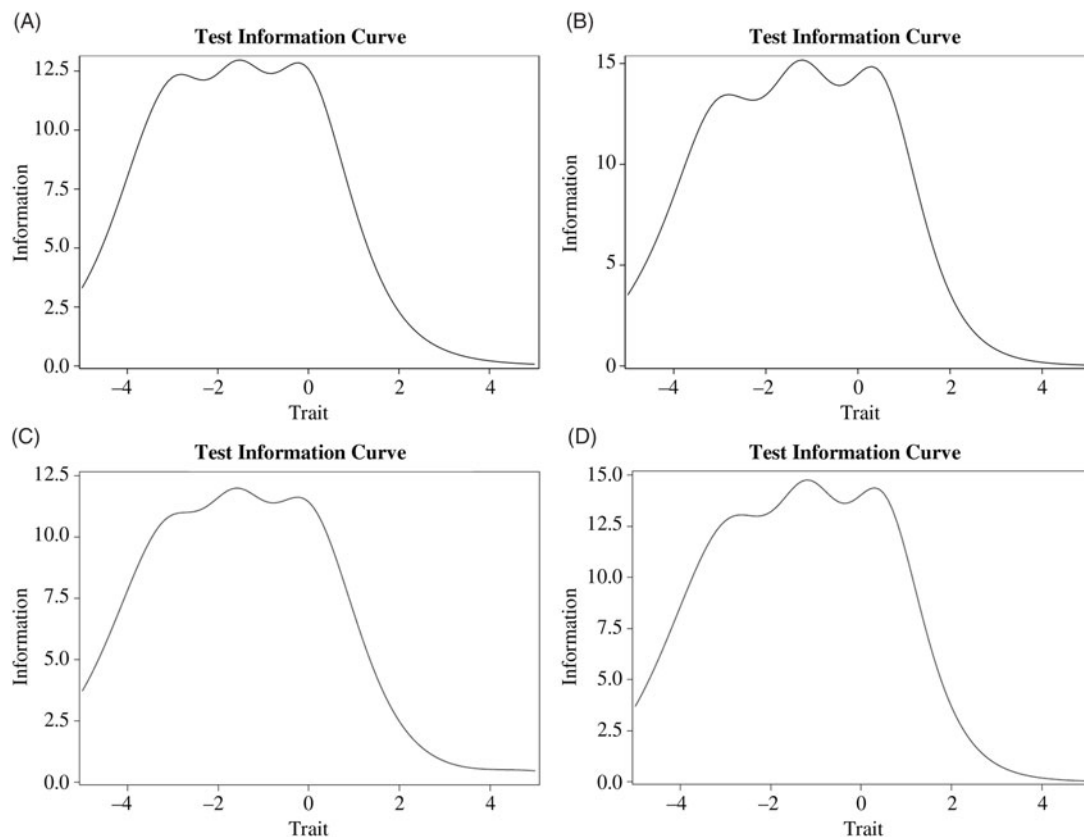 (A)
Test Information Curve
12.5
10.0
7.5
5.0
2.5
0.0
Information
−4 −2 0 2 4
Trait
(B)
Test Information Curve
15
10
5
0
Information
−4 −2 0 2 4
Trait
(C)
Test Information Curve
12.5
10.0
7.5
5.0
2.5
0.0
Information
−4 −2 0 2 4
Trait
(D)
Test Information Curve
15.0
12.5
10.0
7.5
5.0
2.5
0.0
Information
−4 −2 0 2 4
Trait